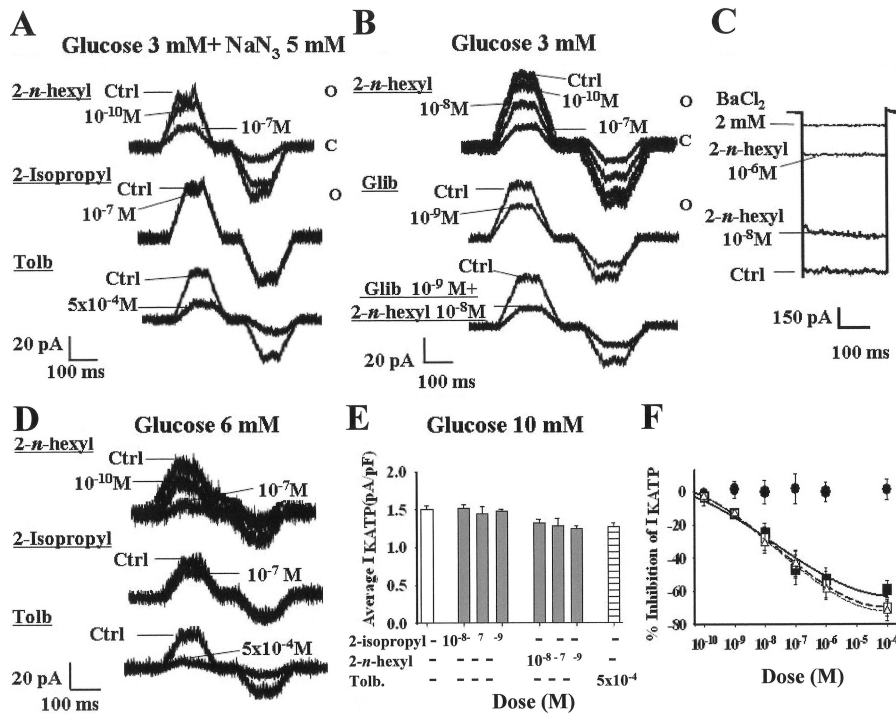 A
Glucose 3 mM+ NaN3 5 mM
2-n-hexyl
Ctrl
10-10M
10-7M
O
C
2-Isopropyl
Ctrl
10-7 M
O
Tolb
Ctrl
5x10-4M
20 pA
100 ms
B
Glucose 3 mM
2-n-hexyl
Ctrl
10-10M
10-8M
10-7M
O
C
Glib
Ctrl
10-9M
O
Ctrl
Glib 10-9 M+
2-n-hexyl 10-8M
20 pA
100 ms
C
BaCl2
2 mM
2-n-hexyl
10-6M
2-n-hexyl
10-8M
Ctrl
150 pA
100 ms
D
Glucose 6 mM
2-n-hexyl
Ctrl
10-10M
10-7M
2-Isopropyl
10-7 M
Tolb
Ctrl
5x10-4M
20 pA
100 ms
E
Glucose 10 mM
Average IKATP(pA/pF)
2.0
1.5
1.0
0.5
0.0
2-isopropyl - 10-8 -7 -9 - - - -
2-n-hexyl - - - - 10-8 -7 -9 -
Tolb. - - - - - - - 5x10-4
Dose (M)
F
% Inhibition of IKATP
0
-20
-40
-60
-80
10-10 10-9 10-8 10-7 10-6 10-5 10-4
Dose (M)